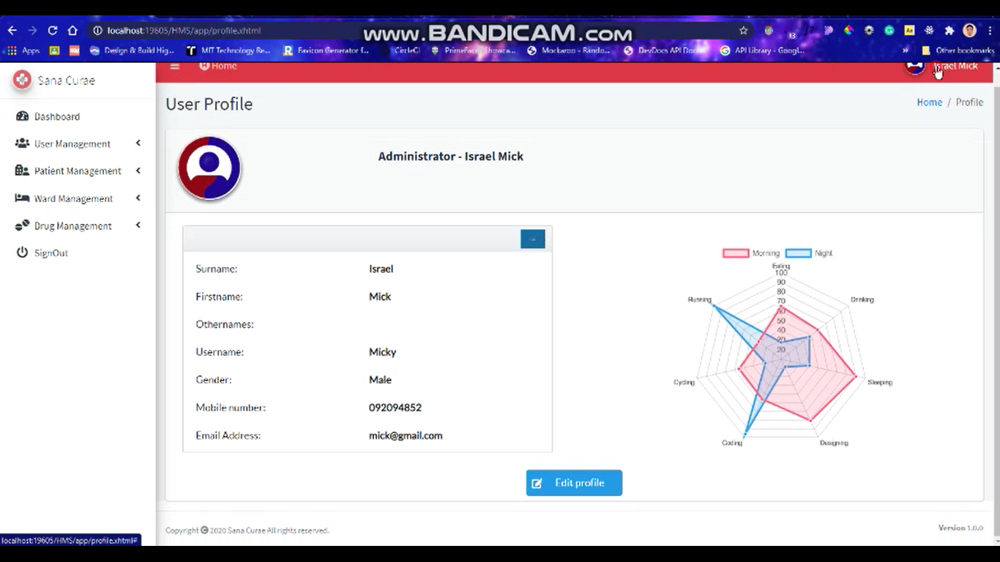 localhost:19605/HMS/app/profile.xhtml
www.BANDICAM.com
13
Apps
Design & Build Hig...
MIT Technology Re...
Favicon Generator f...
CircleCI
PrimeFaces Showca...
Mockaroo - Rando...
DevDocs API Docu...
API Library - Googl...
»
Other bookmarks
Sana Curae
Home
Israel Mick
User Profile
Home / Profile
Dashboard
User Management
Patient Management
Ward Management
Drug Management
SignOut
Administrator - Israel Mick
Surname: Israel
Firstname: Mick
Othernames:
Username: Micky
Gender: Male
Mobile number: 092094852
Email Address: mick@gmail.com
Morning Night
Eating
100
90
80
70
60
50
40
30
20
Running
Drinking
Cycling
Sleeping
Coding
Designing
Edit profile
Copyright © 2020 Sana Curae All rights reserved.
Version 1.0.0
localhost:19605/HMS/app/profile.xhtml#